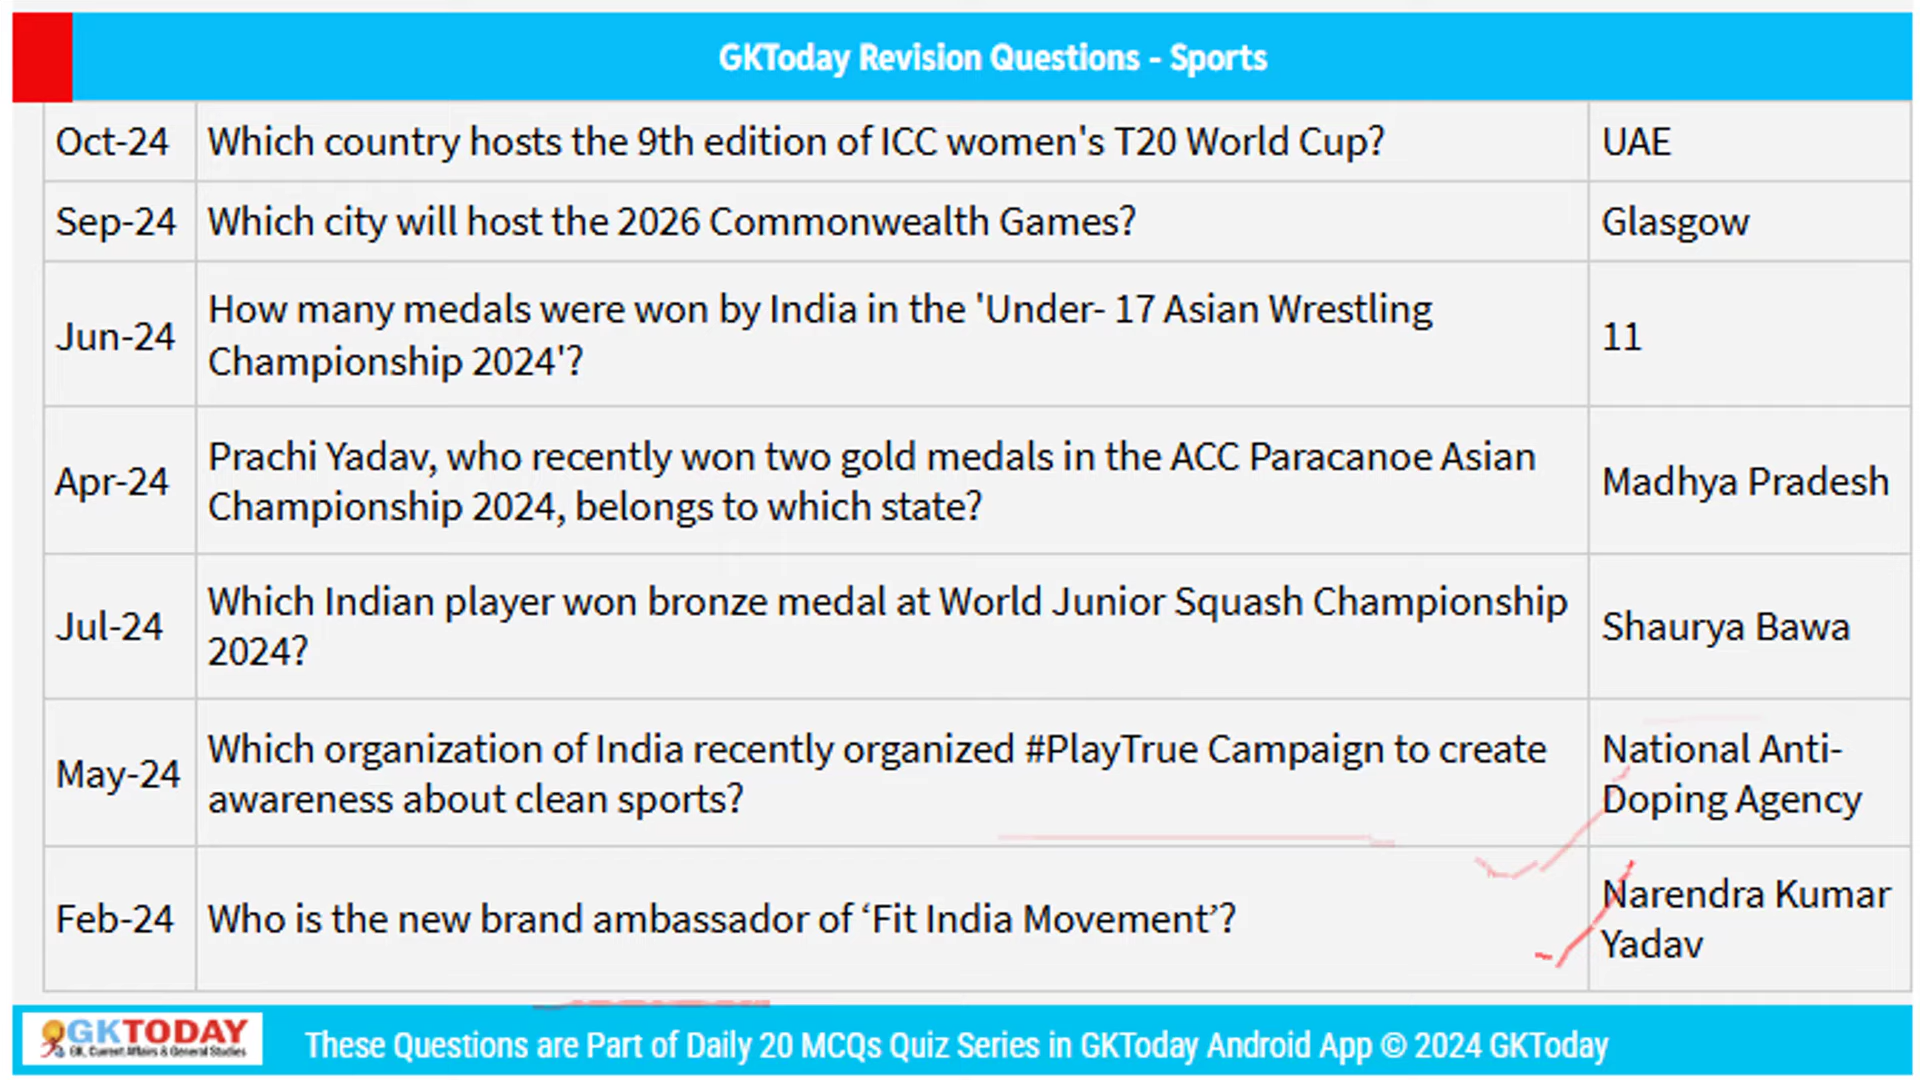 GKToday Revision Questions - Sports
Oct-24
Which country hosts the 9th edition of ICC women's T20 World Cup?
UAE
Sep-24
Which city will host the 2026 Commonwealth Games?
Glasgow
Jun-24
How many medals were won by India in the 'Under- 17 Asian Wrestling
Championship 2024'?
11
Apr-24
Prachi Yadav, who recently won two gold medals in the ACC Paracanoe Asian
Championship 2024, belongs to which state?
Madhya Pradesh
Jul-24
Which Indian player won bronze medal at World Junior Squash Championship
2024?
Shaurya Bawa
May-24
Which organization of India recently organized #PlayTrue Campaign to create
awareness about clean sports?
National Anti-
Doping Agency
Feb-24
Who is the new brand ambassador of ‘Fit India Movement’?
Narendra Kumar
Yadav
GKTODAY
GK, Current Affairs & General Studies
These Questions are Part of Daily 20 MCQs Quiz Series in GKToday Android App © 2024 GKToday